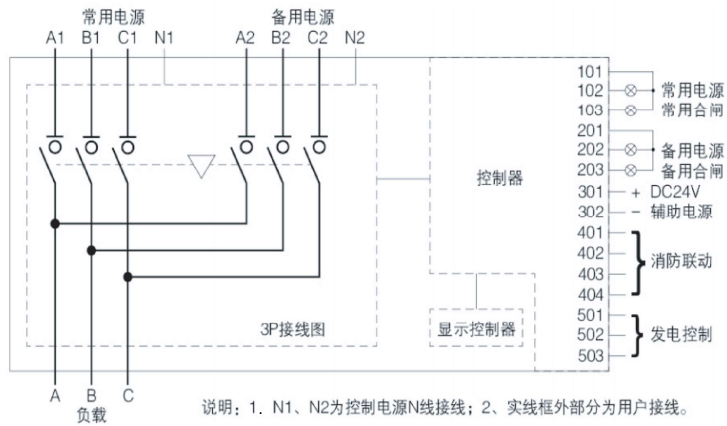 常用电源 备用电源
A1 B1 C1 N1 A2 B2 C2 N2
101
102 常用电源
103 常用合闸
201
202 备用电源
203 备用合闸
控制器
301 + DC24V
302 - 辅助电源
401
402
消防联动
403
404
3P接线图
显示控制器
501
502 发电控制
503
A B C
负载
说明：1. N1、N2为控制电源N线接线；2、实线框外部分为用户接线。